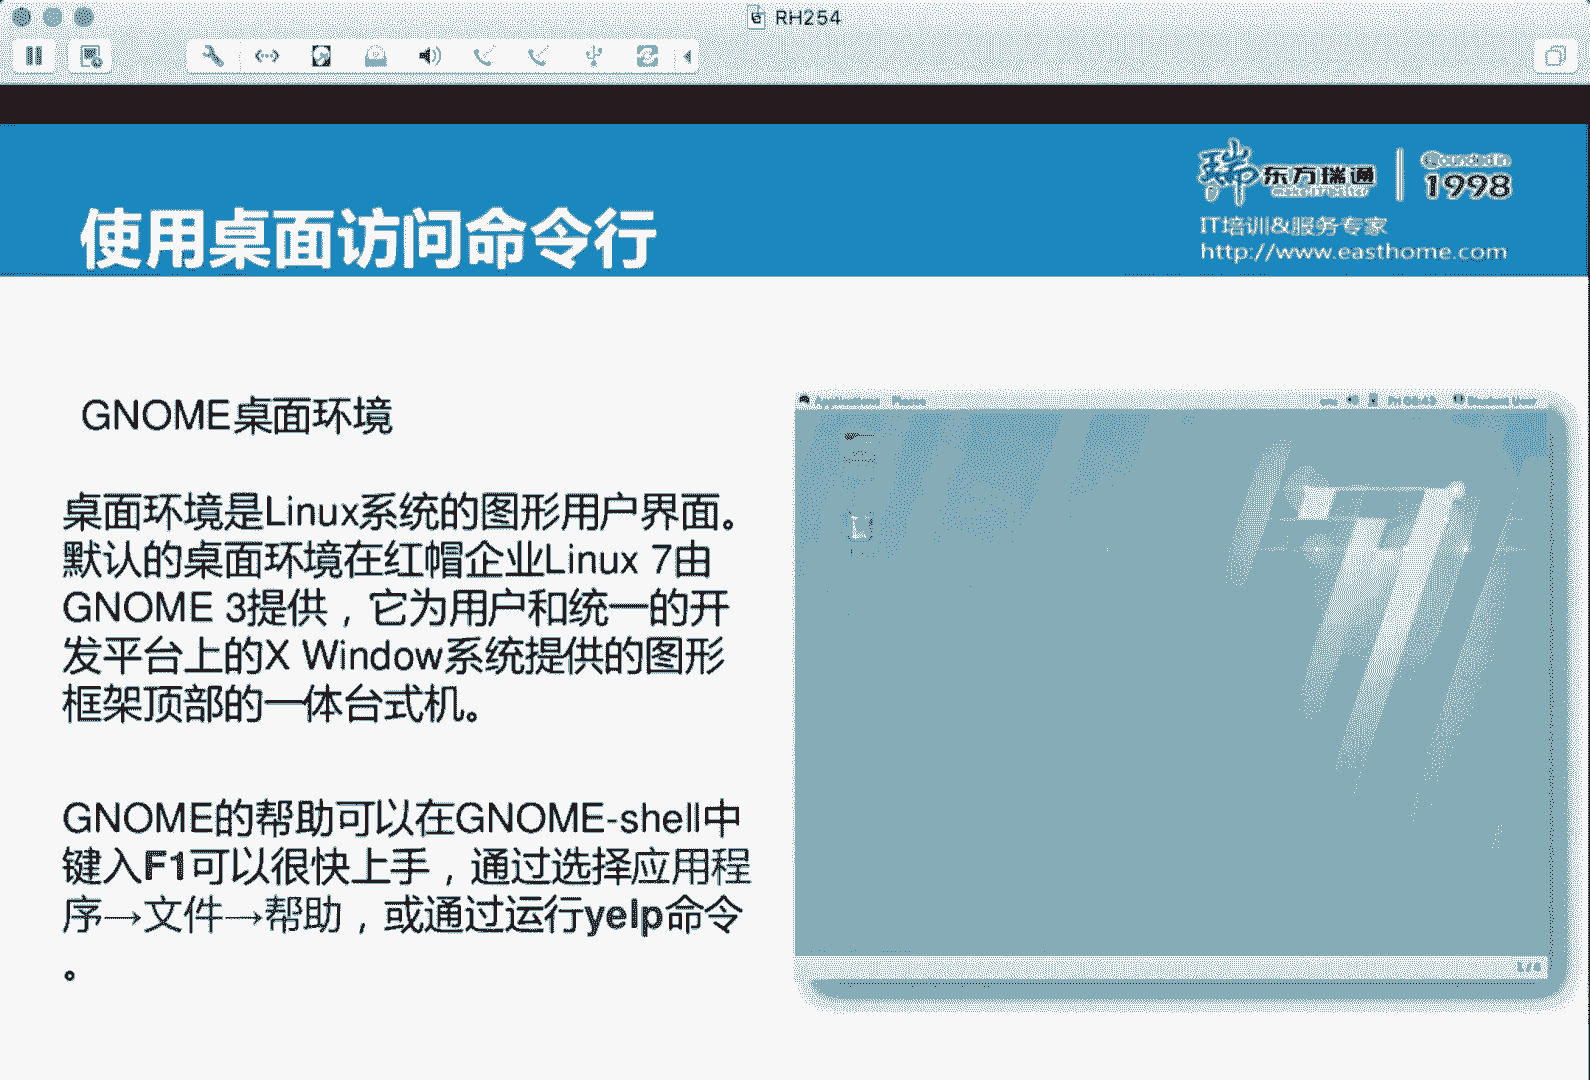 RH254
东方瑞通
1998
IT培训&服务专家
http://www.easthome.com
使用桌面访问命令行
GNOME桌面环境
桌面环境是Linux系统的图形用户界面。
默认的桌面环境在红帽企业Linux 7由
GNOME 3提供，它为用户和统一的开
发平台上的X Window系统提供的图形
框架顶部的一体台式机。
GNOME的帮助可以在GNOME-shell中
键入F1可以很快上手，通过选择应用程
序→文件→帮助，或通过运行yelp命令
。
Applications Places